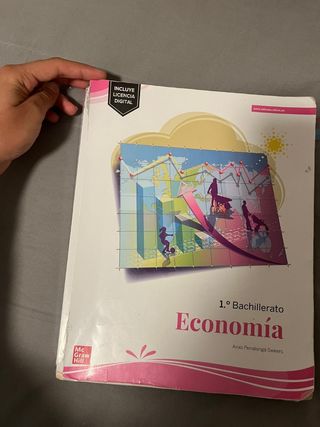 INCLUYE
LICENCIA
DIGITAL
1.º Bachillerato
Economía
Anxo Penalonga Sweers
Mc
Graw
Hill